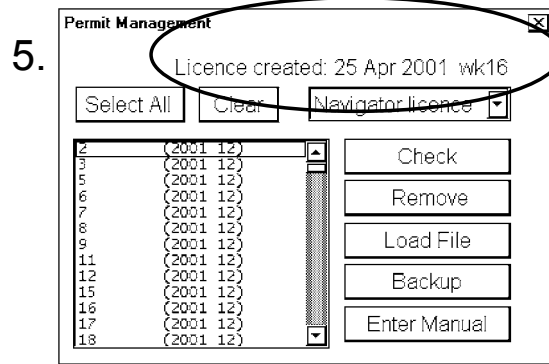 Permit Management
5.
Licence created: 25 Apr 2001 wk16
Select All Clear Navigator licence
2 (2001 12)
3 (2001 12)
5 (2001 12)
6 (2001 12)
7 (2001 12)
8 (2001 12)
9 (2001 12)
11 (2001 12)
12 (2001 12)
15 (2001 12)
16 (2001 12)
17 (2001 12)
18 (2001 12)
Check
Remove
Load File
Backup
Enter Manual